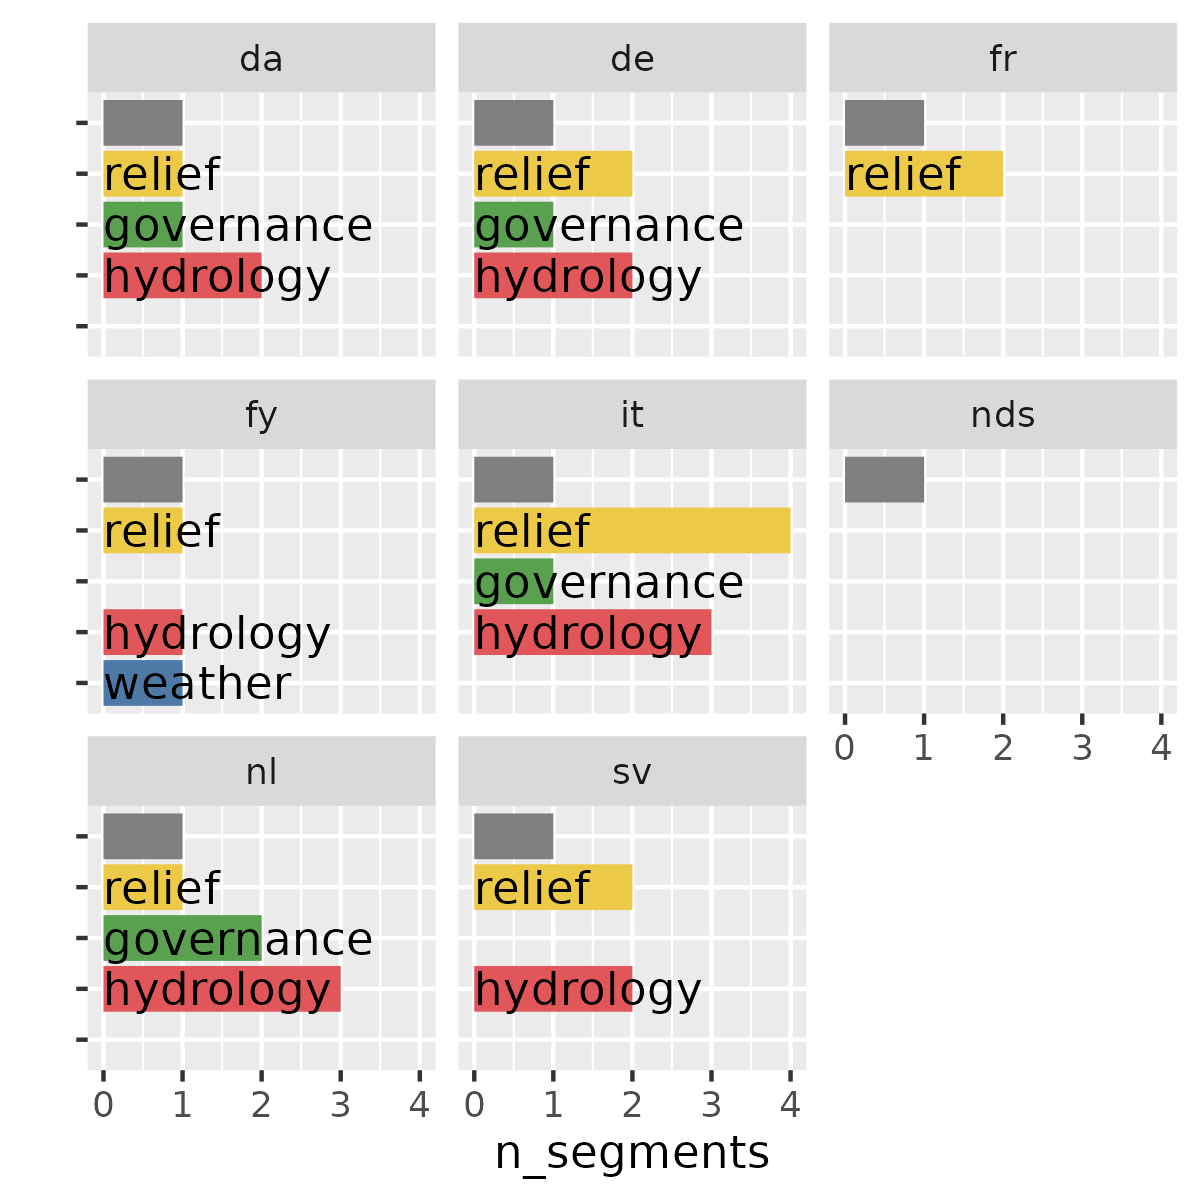 da
de
fr
relief
governance
hydrology
relief
governance
hydrology
relief
fy
it
nds
relief
hydrology
weather
relief
governance
hydrology
0 1 2 3 4
nl
sv
relief
governance
hydrology
relief
hydrology
0 1 2 3 4
0 1 2 3 4
n_segments